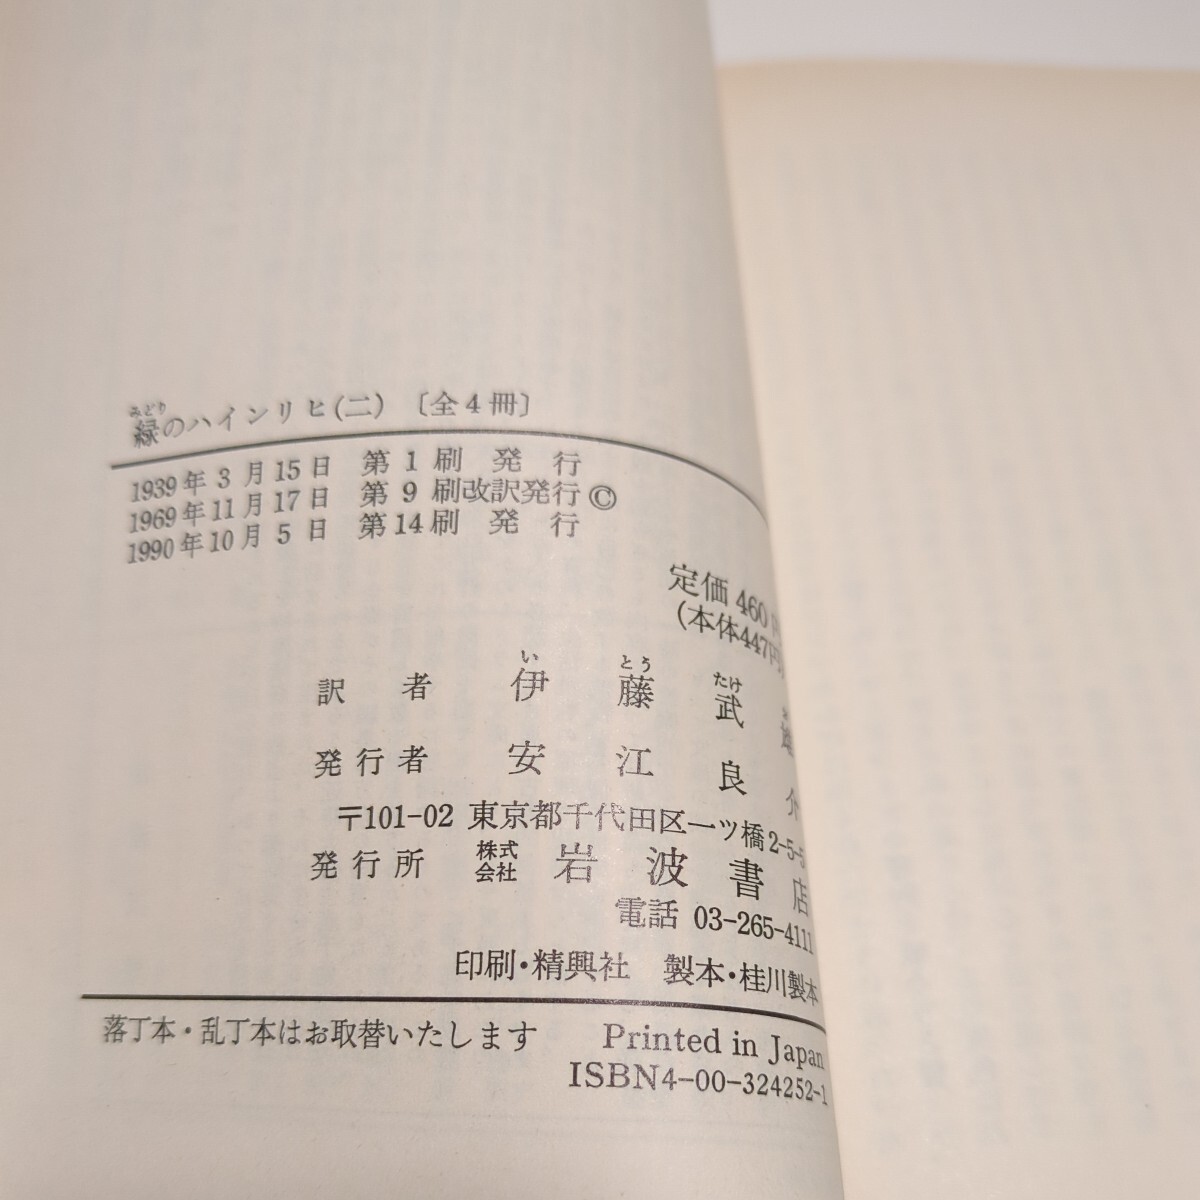 緑のハインリヒ(二) 〔全4冊〕
みどり
1939年 3月15日 第1刷発行
1969年11月17日 第9刷改訳発行©
1990年10月5日 第14刷発行
定価 460
(本体447円
い とう たけ
訳者 伊藤武
発行者 安江良介
〒101-02 東京都千代田区一ツ橋2-5-5
発行所 株式会社 岩波書店
電話 03-265-4111
印刷・精興社 製本・桂川製本
落丁本・乱丁本はお取替いたします Printed in Japan
ISBN4-00-324252-1